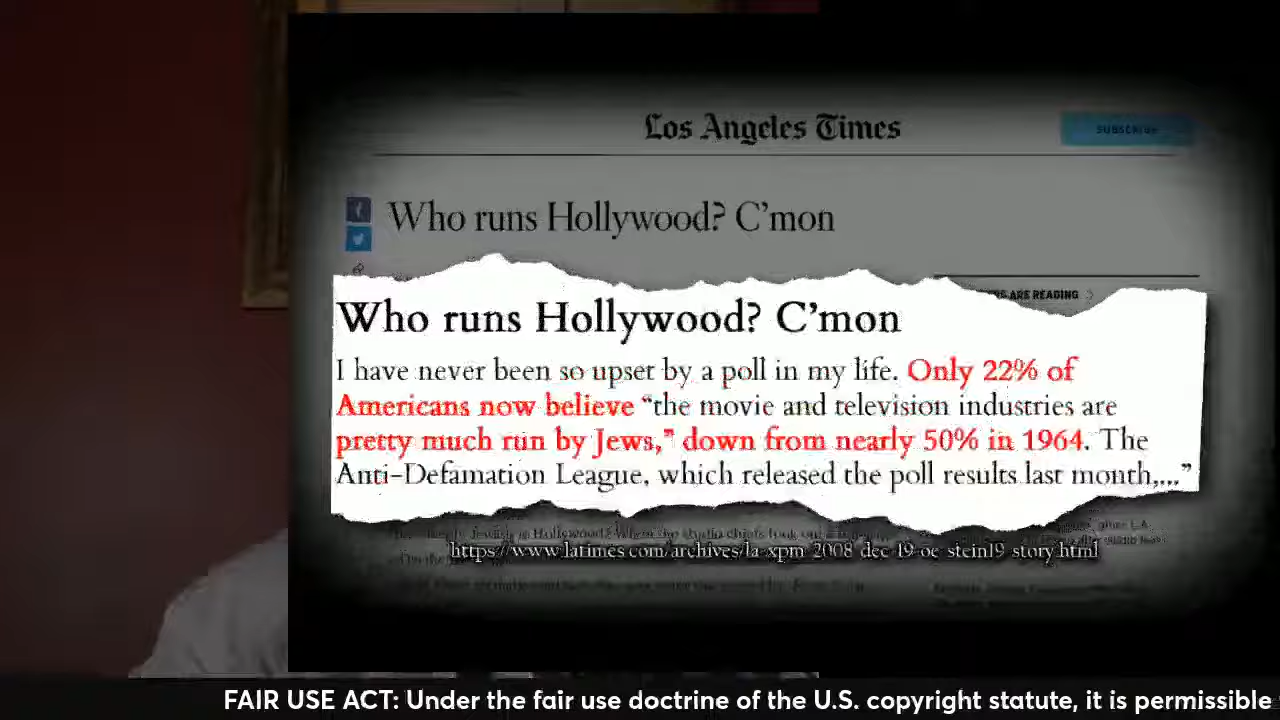 Los Angeles Times
SUBSCRIBE
Who runs Hollywood? C'mon
ARE READING
Who runs Hollywood? C'mon
I have never been so upset by a poll in my life. Only 22% of
Americans now believe “the movie and television industries are
pretty much run by Jews,” down from nearly 50% in 1964. The
Anti-Defamation League, which released the poll results last month,...”
https://www.latimes.com/archives/la-xpm-2008-dec-19-oe-stein19-story.html
FAIR USE ACT: Under the fair use doctrine of the U.S. copyright statute, it is permissible